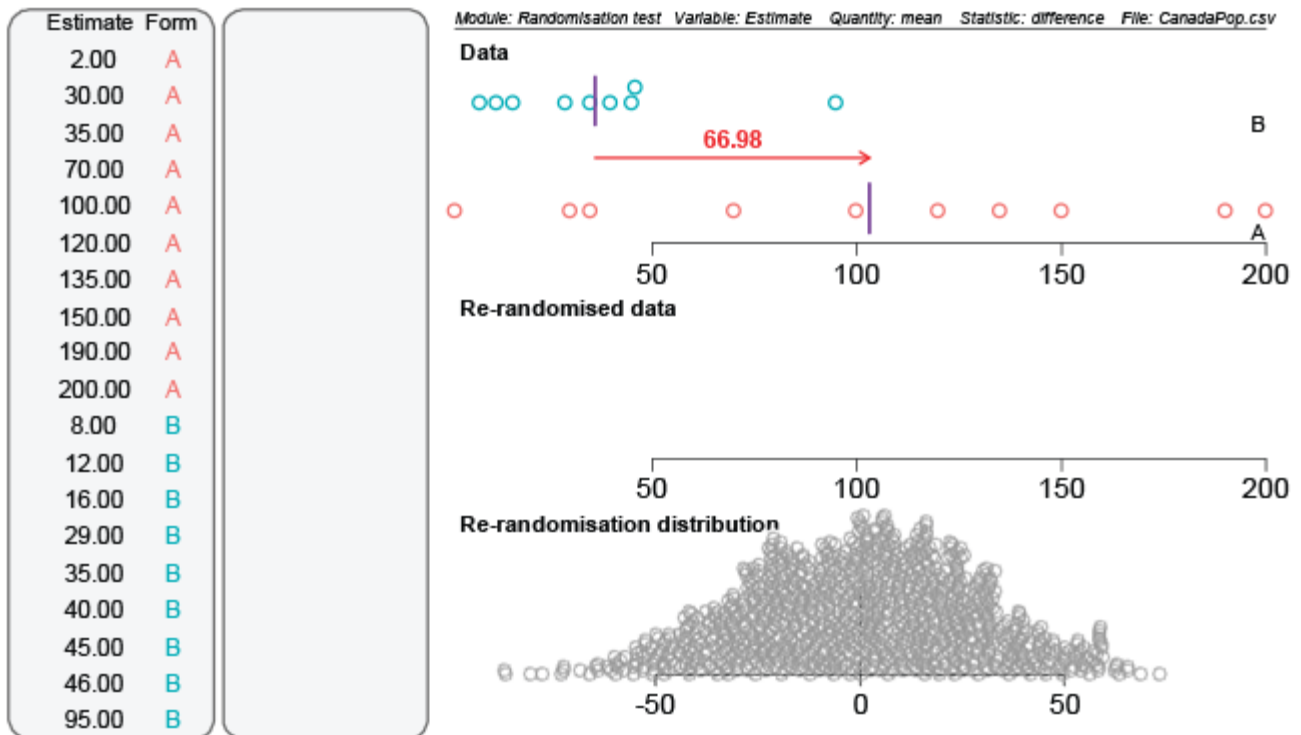 Estimate Form
2.00 A
30.00 A
35.00 A
70.00 A
100.00 A
120.00 A
135.00 A
150.00 A
190.00 A
200.00 A
8.00 B
12.00 B
16.00 B
29.00 B
35.00 B
40.00 B
45.00 B
46.00 B
95.00 B
Module: Randomisation test Variable: Estimate Quantity: mean Statistic: difference File: CanadaPop.csv
Data
B
66.98
A
50 100 150 200
Re-randomised data
50 100 150 200
Re-randomisation distribution
-50 0 50